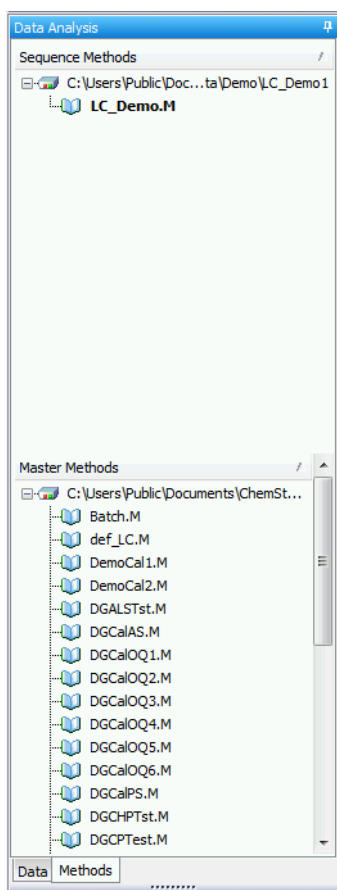 Data Analysis
Sequence Methods
C:\Users\Public\Doc...ta\Demo\LC_Demo1
LC_Demo.M
Master Methods
C:\Users\Public\Documents\ChemSt...
Batch.M
def_LC.M
DemoCal1.M
DemoCal2.M
DGALSTst.M
DGCalAS.M
DGCalOQ1.M
DGCalOQ2.M
DGCalOQ3.M
DGCalOQ4.M
DGCalOQ5.M
DGCalOQ6.M
DGCalPS.M
DGCHPTst.M
DGCPTest.M
Data Methods